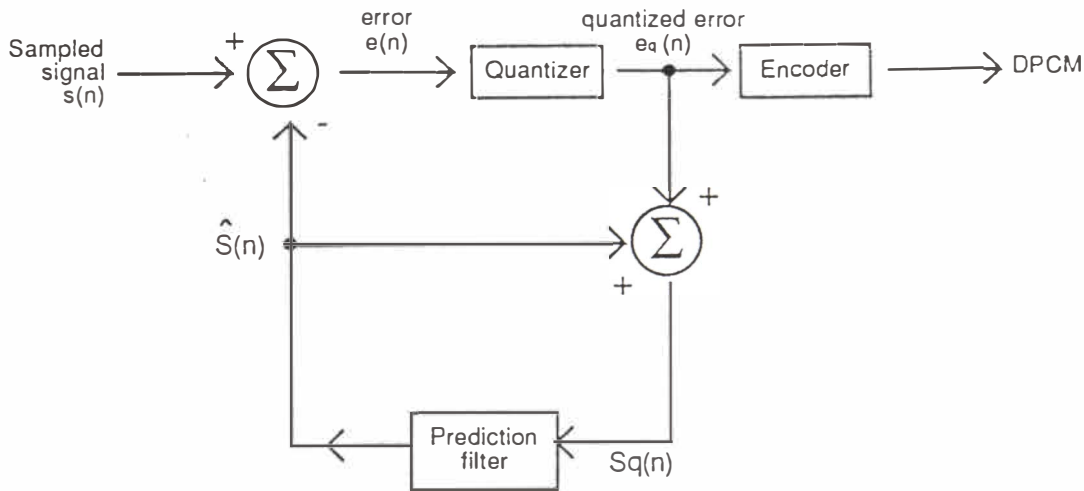 Sampled
signal
s(n)
+
Σ
-
error
e(n)
Quantizer
quantized error
eq(n)
Encoder
DPCM
Ŝ(n)
+
Σ
+
Prediction
filter
Sq(n)